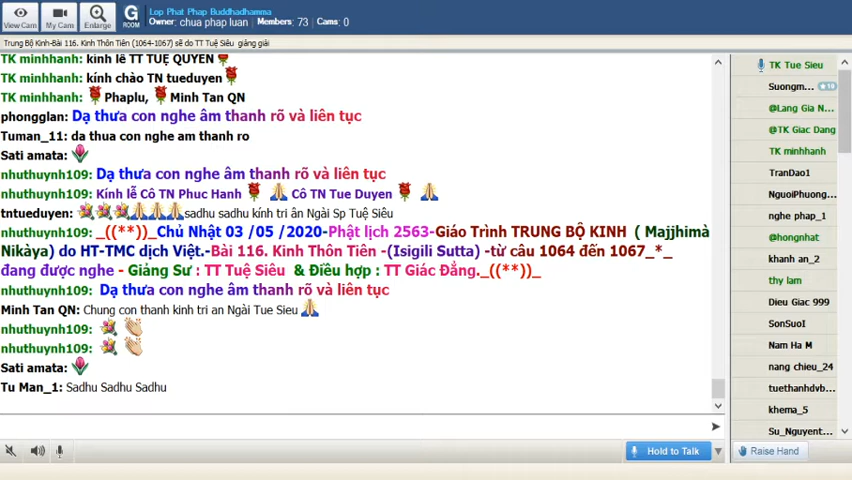 View Cam
My Cam
Enlarge
G
ROOM
Lop Phat Phap Buddhadhamma
Owner: chua phap luan Members: 73 Cams: 0
Trung Bộ Kinh-Bài 116. Kinh Thôn Tiên (1064-1067) sẽ do TT Tuệ Siêu giảng giải
TK minhhanh: kính lễ TT TUỆ QUYỀN
TK minhhanh: kính chào TN tueduyen
TK minhhanh: Phaplu, Minh Tan QN
phongglan: Dạ thưa con nghe âm thanh rõ và liên tục
Tuman_11: da thua con nghe am thanh ro
Sati amata:
nhuthuynh109: Dạ thưa con nghe âm thanh rõ và liên tục
nhuthuynh109: Kính lễ Cô TN Phuc Hanh Cô TN Tue Duyen
tntueduyen: sadhu sadhu kính tri ân Ngài Sp Tuệ Siêu
nhuthuynh109: _((**))_Chủ Nhật 03 /05 /2020-Phật lịch 2563-Giáo Trình TRUNG BỘ KINH ( Majjhimà
Nikàya) do HT-TMC dịch Việt.-Bài 116. Kinh Thôn Tiên -(Isigili Sutta) -từ câu 1064 đến 1067_*_
đang được nghe - Giảng Sư : TT Tuệ Siêu & Điều hợp : TT Giác Đẳng._((**))_
nhuthuynh109: Dạ thưa con nghe âm thanh rõ và liên tục
Minh Tan QN: Chung con thanh kinh tri an Ngài Tue Sieu
nhuthuynh109:
nhuthuynh109:
Sati amata:
Tu Man_1: Sadhu Sadhu Sadhu
Hold to Talk
TK Tue Sieu
Suongm... 10
@Lang Gia N...
@TK Giac Dang
TK minhhanh
TranDao1
NguoiPhuong...
nghe phap_1
@hongnhat
khanh an_2
thy lam
Dieu Giac 999
SonSuoI
Nam Ha M
nang chieu_24
tuethanhdvb...
khema_5
Su_Nguyent...
Raise Hand